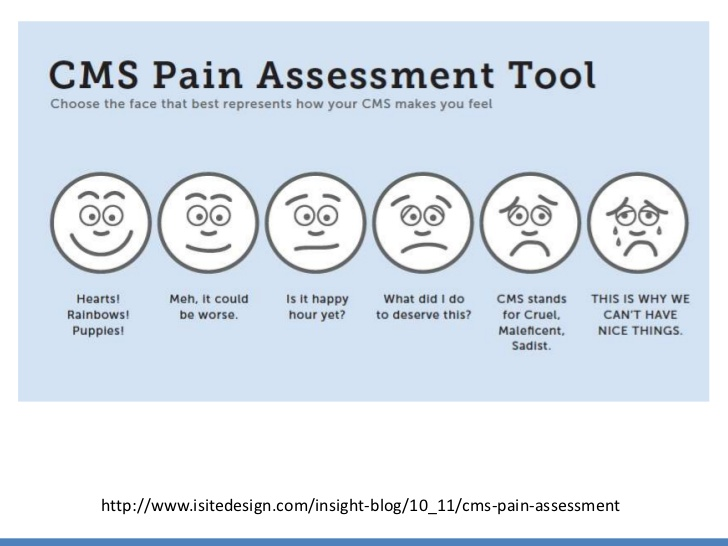 CMS Pain Assessment Tool
Choose the face that best represents how your CMS makes you feel
Hearts!
Rainbows!
Puppies!
Meh, it could
be worse.
Is it happy
hour yet?
What did I do
to deserve this?
CMS stands
for Cruel,
Maleficent,
Sadist.
THIS IS WHY WE
CAN'T HAVE
NICE THINGS.
http://www.isitedesign.com/insight-blog/10_11/cms-pain-assessment